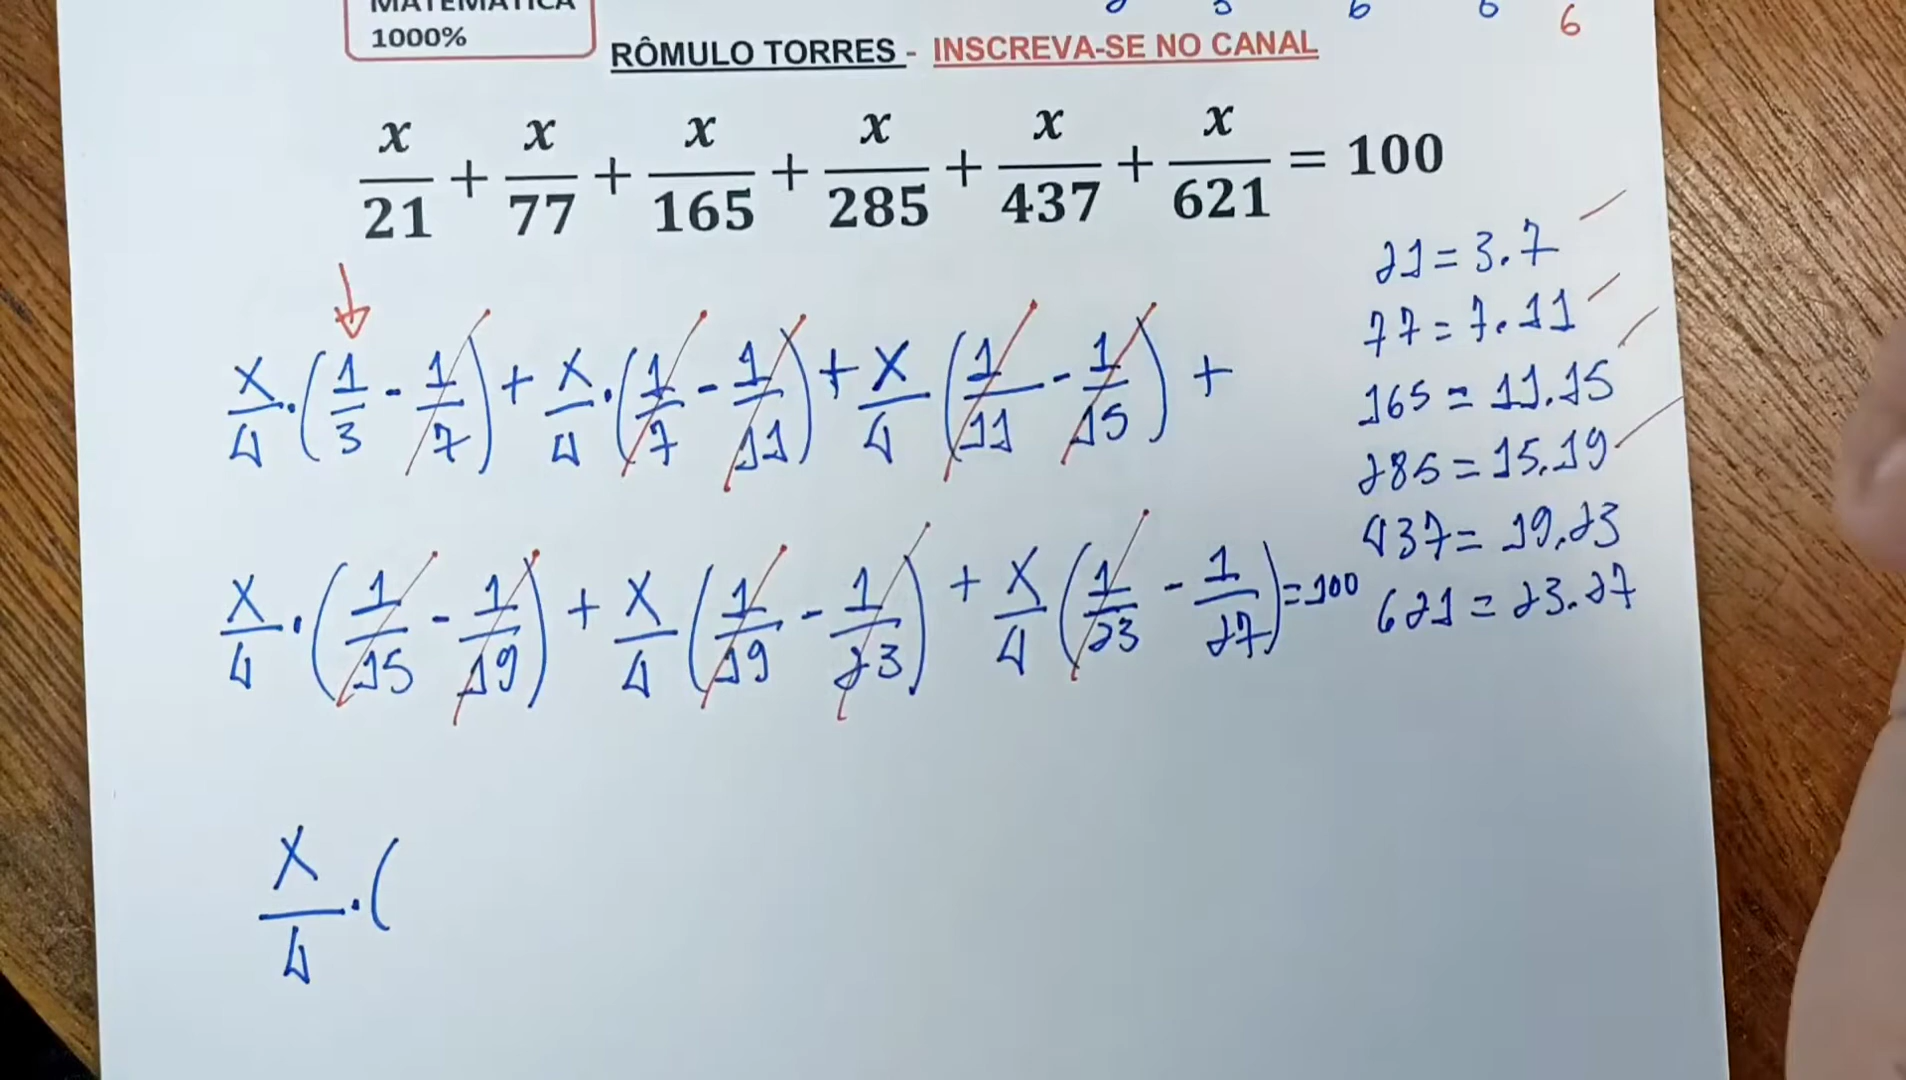 MATEMÁTICA
1000%
6
RÔMULO TORRES - INSCREVA-SE NO CANAL
x/21 + x/77 + x/165 + x/285 + x/437 + x/621 = 100
21 = 3.7
77 = 7.11
165 = 11.15
285 = 15.19
437 = 19.23
621 = 23.27
x/4 . (1/3 - 1/7) + x/4 . (1/7 - 1/11) + x/4 (1/11 - 1/15) +
x/4 . (1/15 - 1/19) + x/4 (1/19 - 1/23) + x/4 (1/23 - 1/27) = 100
x/4 . (